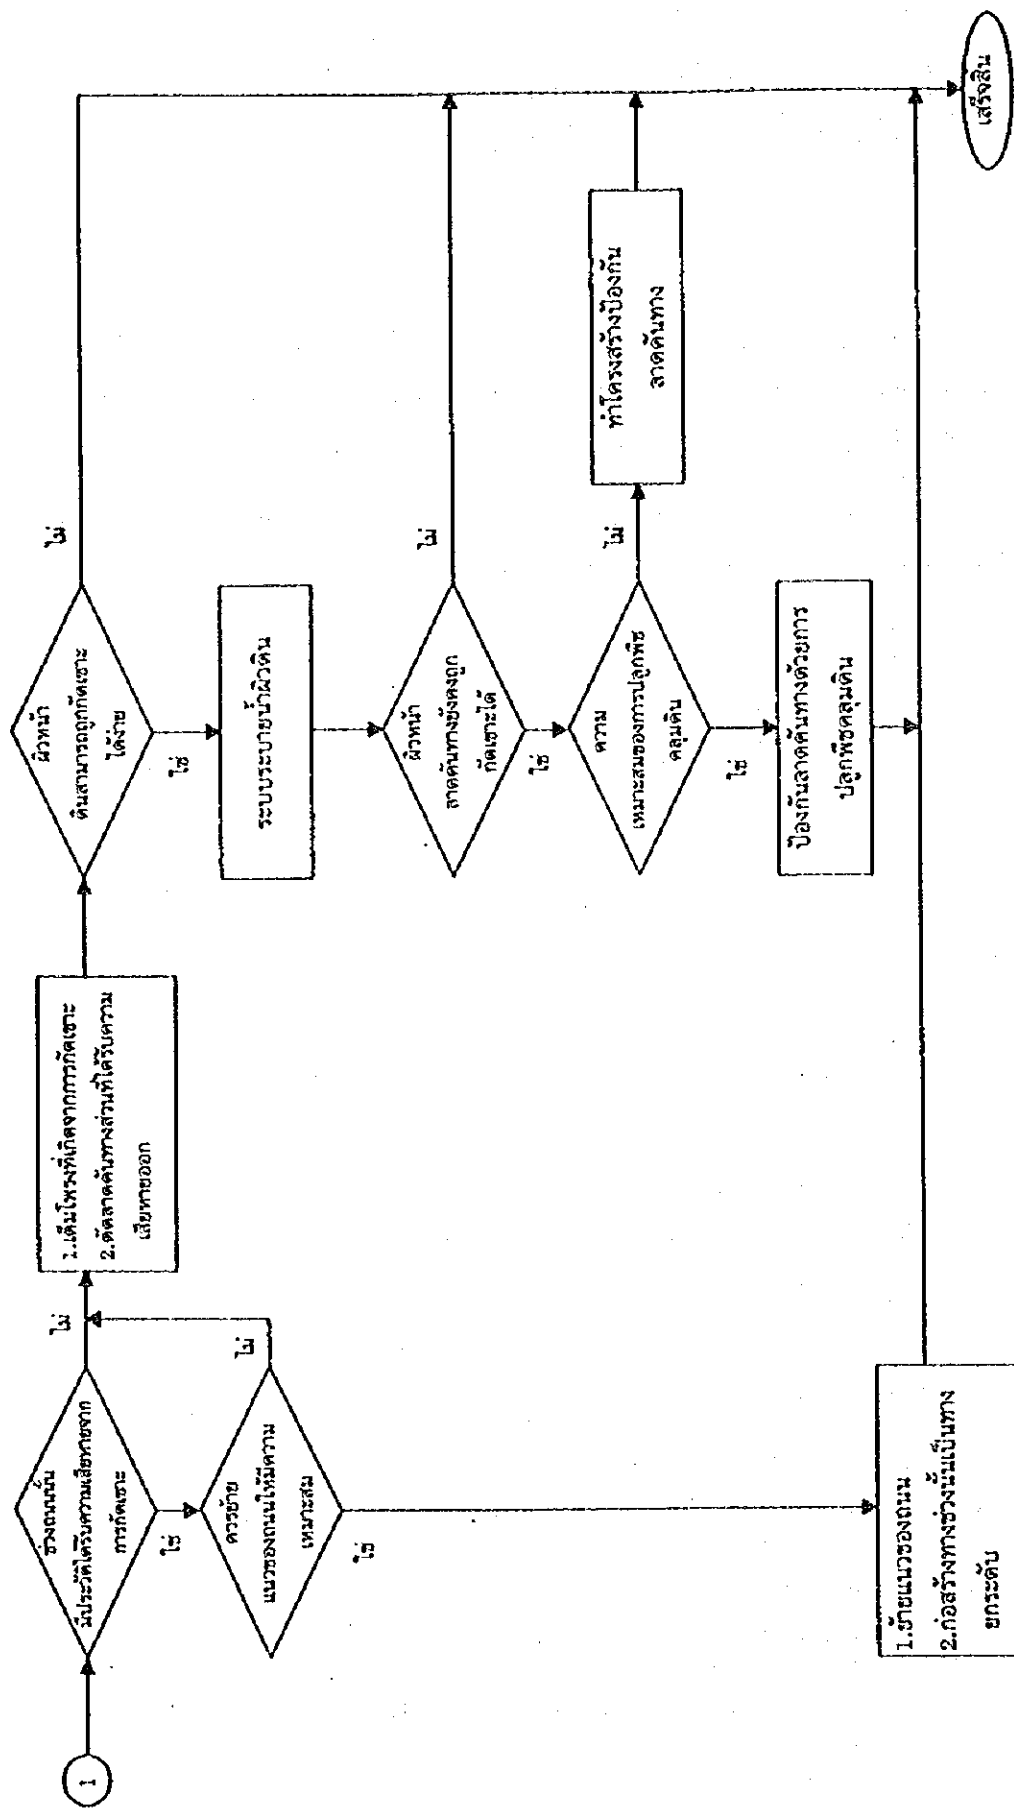 1
ช่วงถนนนั้น
มีประวัติได้รับความเสียหายจาก
การกัดเซาะ
ไม่
ใช่
ควรย้าย
แนวของถนนให้มีความ
เหมาะสม
ไม่
ใช่
1.ย้ายแนวของถนน
2.ก่อสร้างทางช่วงนั้นเป็นทาง
ยกระดับ
1.เติมโพรงที่เกิดจากการกัดเซาะ
2.ตัดลาดคันทางส่วนที่ได้รับความ
เสียหายออก
ผิวหน้า
ดินสามารถถูกกัดเซาะ
ได้ง่าย
ไม่
ใช่
ระบบระบายน้ำผิวดิน
ผิวหน้า
ลาดคันทางยังคงถูก
กัดเซาะได้
ไม่
ใช่
ความ
เหมาะสมของการปลูกพืช
คลุมดิน
ไม่
ใช่
ทำโครงสร้างป้องกัน
ลาดคันทาง
ป้องกันลาดคันทางด้วยการ
ปลูกพืชคลุมดิน
เสร็จสิ้น